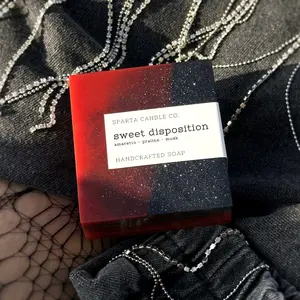 SPARTA CANDLE CO.
sweet disposition
amaretto - praline - musk
HANDCRAFTED SOAP